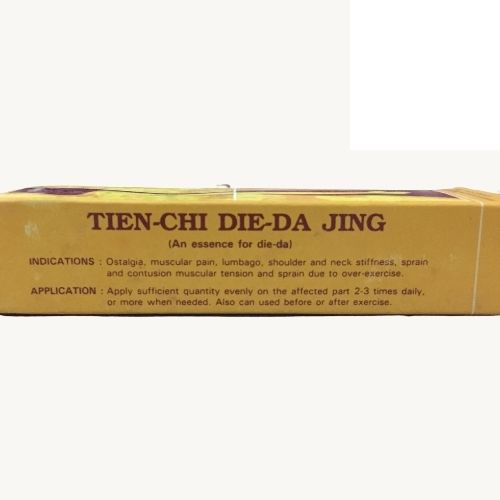 TIEN-CHI DIE-DA JING
(An essence for die-da)
INDICATIONS : Ostalgia, muscular pain, lumbago, shoulder and neck stiffness, sprain
and contusion muscular tension and sprain due to over-exercise.
APPLICATION : Apply sufficient quantity evenly on the affected part 2-3 times daily,
or more when needed. Also can used before or after exercise.